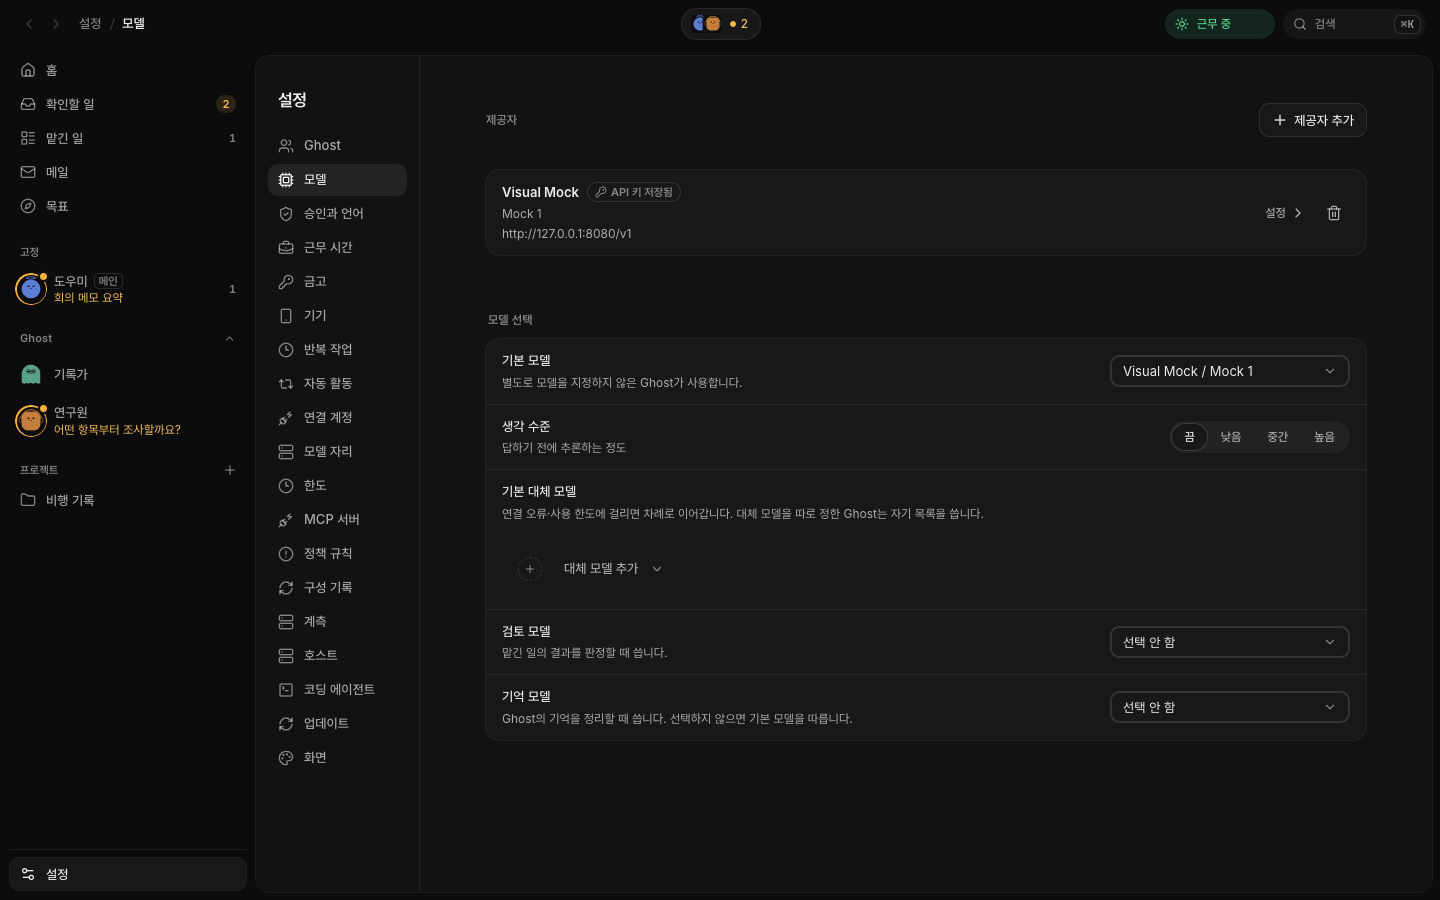 설정 / 모델
2
근무 중
검색
⌘K
홈
확인할 일
2
맡긴 일
1
메일
목표
고정
도우미 메인
회의 메모 요약
1
Ghost
기록가
연구원
어떤 항목부터 조사할까요?
프로젝트
비행 기록
설정
설정
Ghost
모델
승인과 언어
근무 시간
금고
기기
반복 작업
자동 활동
연결 계정
모델 자리
한도
MCP 서버
정책 규칙
구성 기록
계측
호스트
코딩 에이전트
업데이트
화면
제공자
제공자 추가
Visual Mock API 키 저장됨
Mock 1
http://127.0.0.1:8080/v1
설정
모델 선택
기본 모델
별도로 모델을 지정하지 않은 Ghost가 사용합니다.
Visual Mock / Mock 1
생각 수준
답하기 전에 추론하는 정도
끔 낮음 중간 높음
기본 대체 모델
연결 오류·사용 한도에 걸리면 차례로 이어갑니다. 대체 모델을 따로 정한 Ghost는 자기 목록을 씁니다.
대체 모델 추가
검토 모델
맡긴 일의 결과를 판정할 때 씁니다.
선택 안 함
기억 모델
Ghost의 기억을 정리할 때 씁니다. 선택하지 않으면 기본 모델을 따릅니다.
선택 안 함